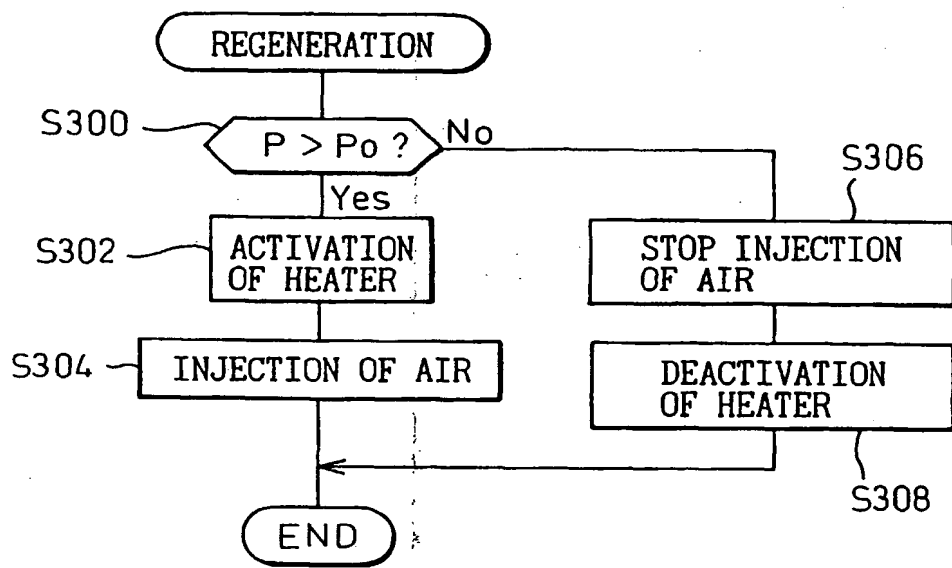 REGENERATION
S300
P > Po ?
No
Yes
S302
ACTIVATION
OF HEATER
S304
INJECTION OF AIR
S306
STOP INJECTION
OF AIR
DEACTIVATION
OF HEATER
S308
END